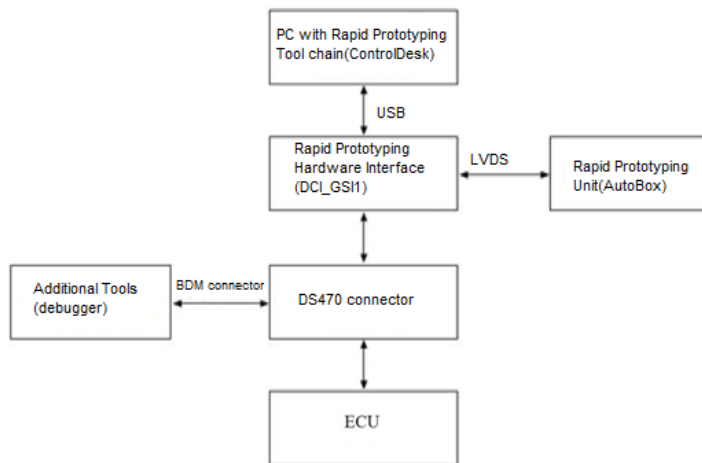 PC with Rapid Prototyping
Tool chain(ControlDesk)
USB
Rapid Prototyping
Hardware Interface
(DCI_GSI1)
LVDS
Rapid Prototyping
Unit(AutoBox)
Additional Tools
(debugger)
BDM connector
DS470 connector
ECU